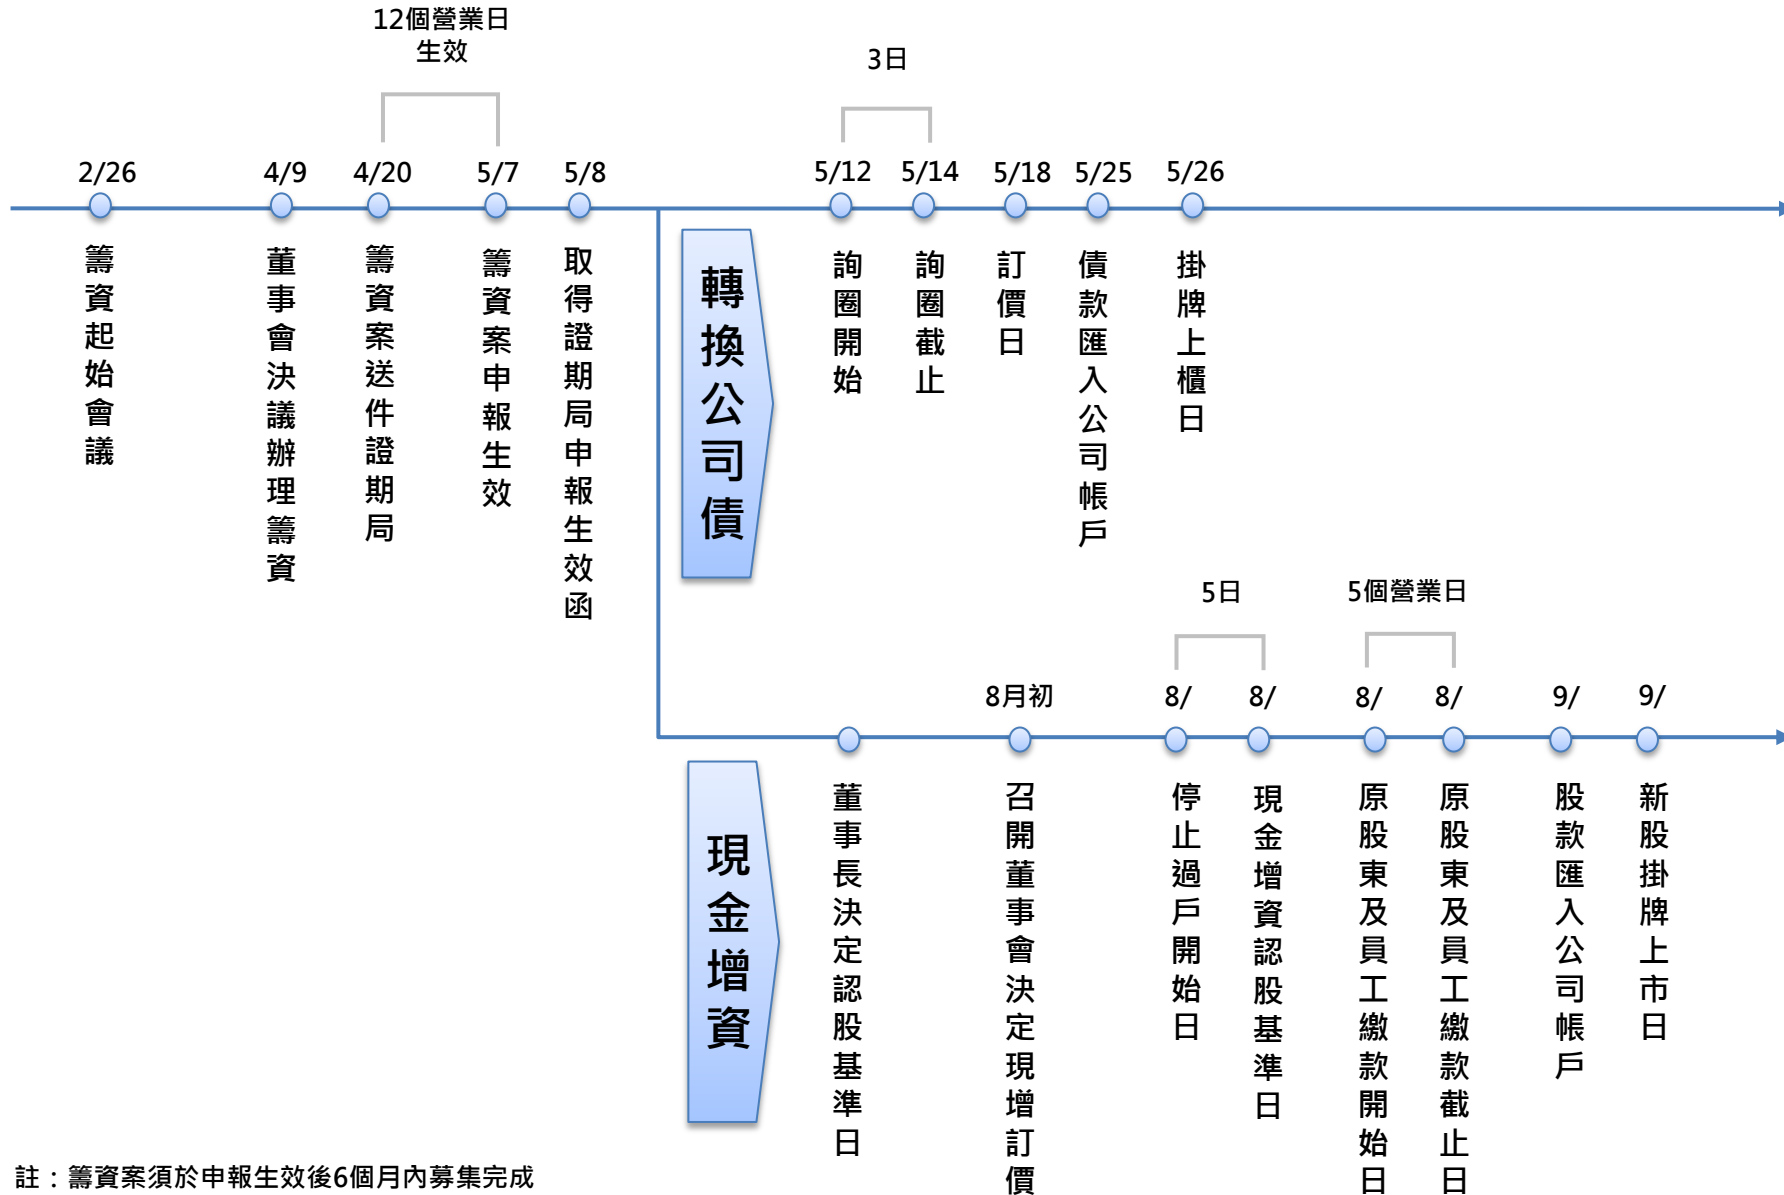 12個營業日
生效
3日
2/26
4/9
4/20
5/7
5/8
5/12
5/14
5/18
5/25
5/26
籌資起始會議
董事會決議辦理籌資
籌資案送件證期局
籌資案申報生效
取得證期局申報生效函
轉換公司債
詢圈開始
詢圈截止
訂價日
債款匯入公司帳戶
掛牌上櫃日
5日
5個營業日
8月初
8/
8/
8/
8/
9/
9/
現金增資
董事長決定認股基準日
召開董事會決定現增訂價
停止過戶開始日
現金增資認股基準日
原股東及員工繳款開始日
原股東及員工繳款截止日
股款匯入公司帳戶
新股掛牌上市日
註：籌資案須於申報生效後6個月內募集完成